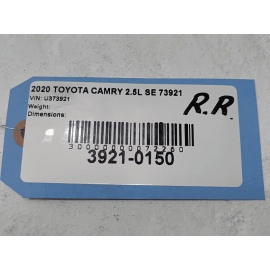 2020 TOYOTA CAMRY 2.5L SE 73921
VIN: U373921
Weight:
Dimensions:
R.R.
3000000072260
3921-0150